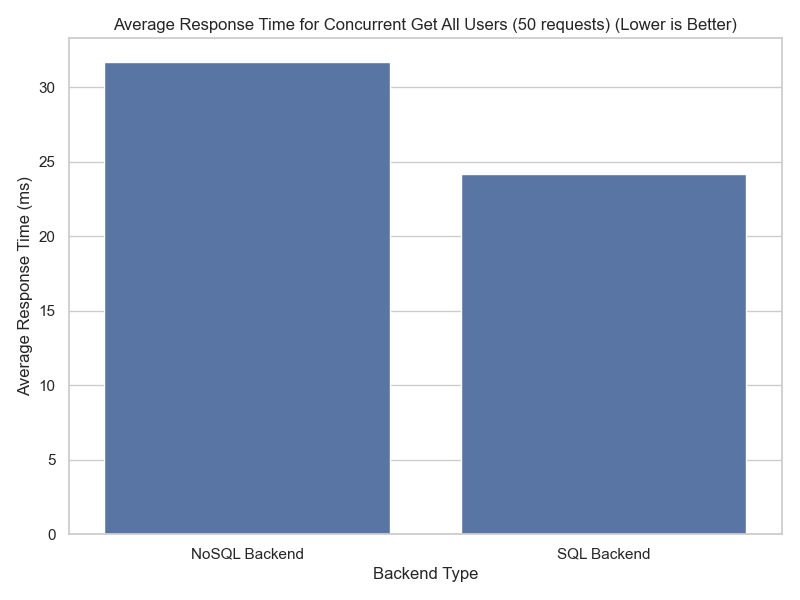 Average Response Time for Concurrent Get All Users (50 requests) (Lower is Better)
Average Response Time (ms)
30
25
20
15
10
5
0
NoSQL Backend
SQL Backend
Backend Type